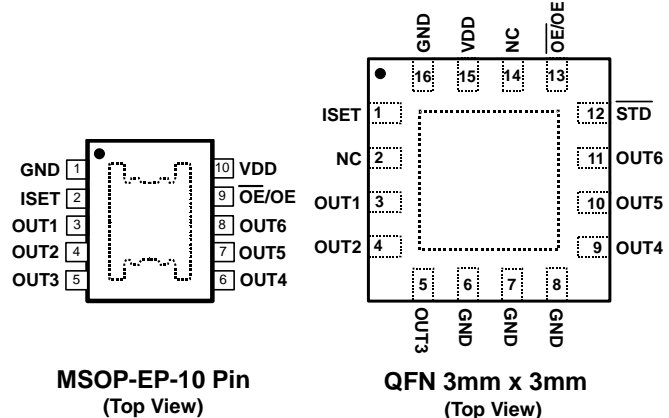 GND 1
ISET 2
OUT1 3
OUT2 4
OUT3 5
10 VDD
9 O̅E̅/OE
8 OUT6
7 OUT5
6 OUT4
MSOP-EP-10 Pin
(Top View)
GND
VDD
NC
O̅E̅/OE
16
15
14
13
ISET 1
NC 2
OUT1 3
OUT2 4
12 S̅T̅D̅
11 OUT6
10 OUT5
9 OUT4
5
6
7
8
OUT3
GND
GND
GND
QFN 3mm x 3mm
(Top View)